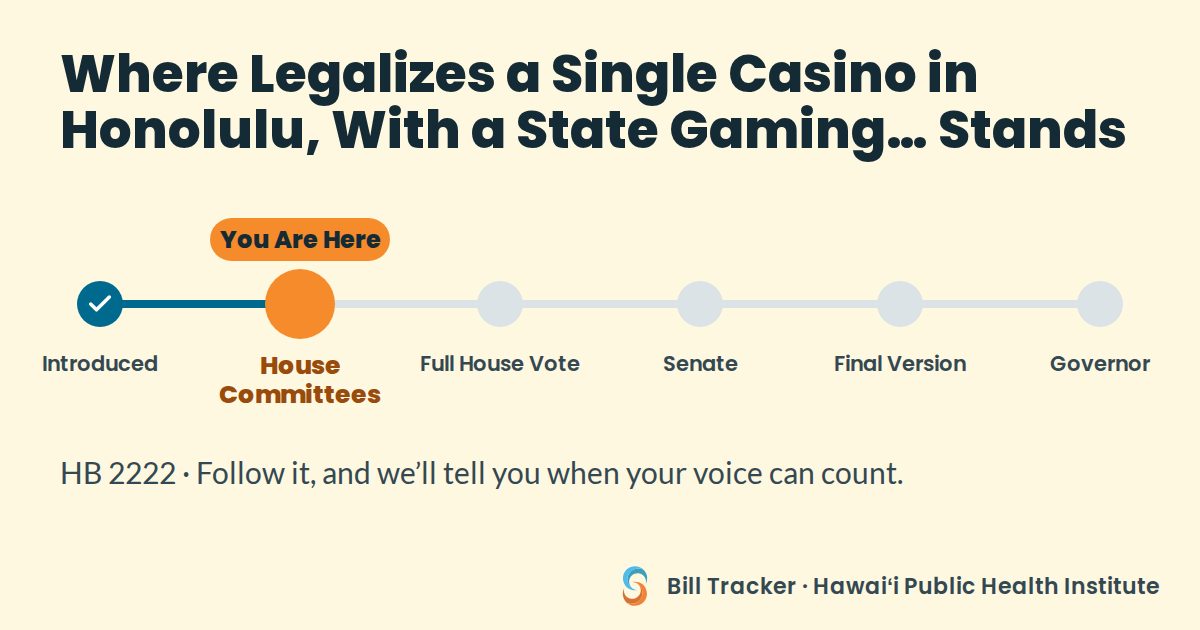 Where Legalizes a Single Casino in
Honolulu, With a State Gaming... Stands
You Are Here
Introduced
House
Committees
Full House Vote
Senate
Final Version
Governor
HB 2222 · Follow it, and we’ll tell you when your voice can count.
Bill Tracker · Hawaiʻi Public Health Institute